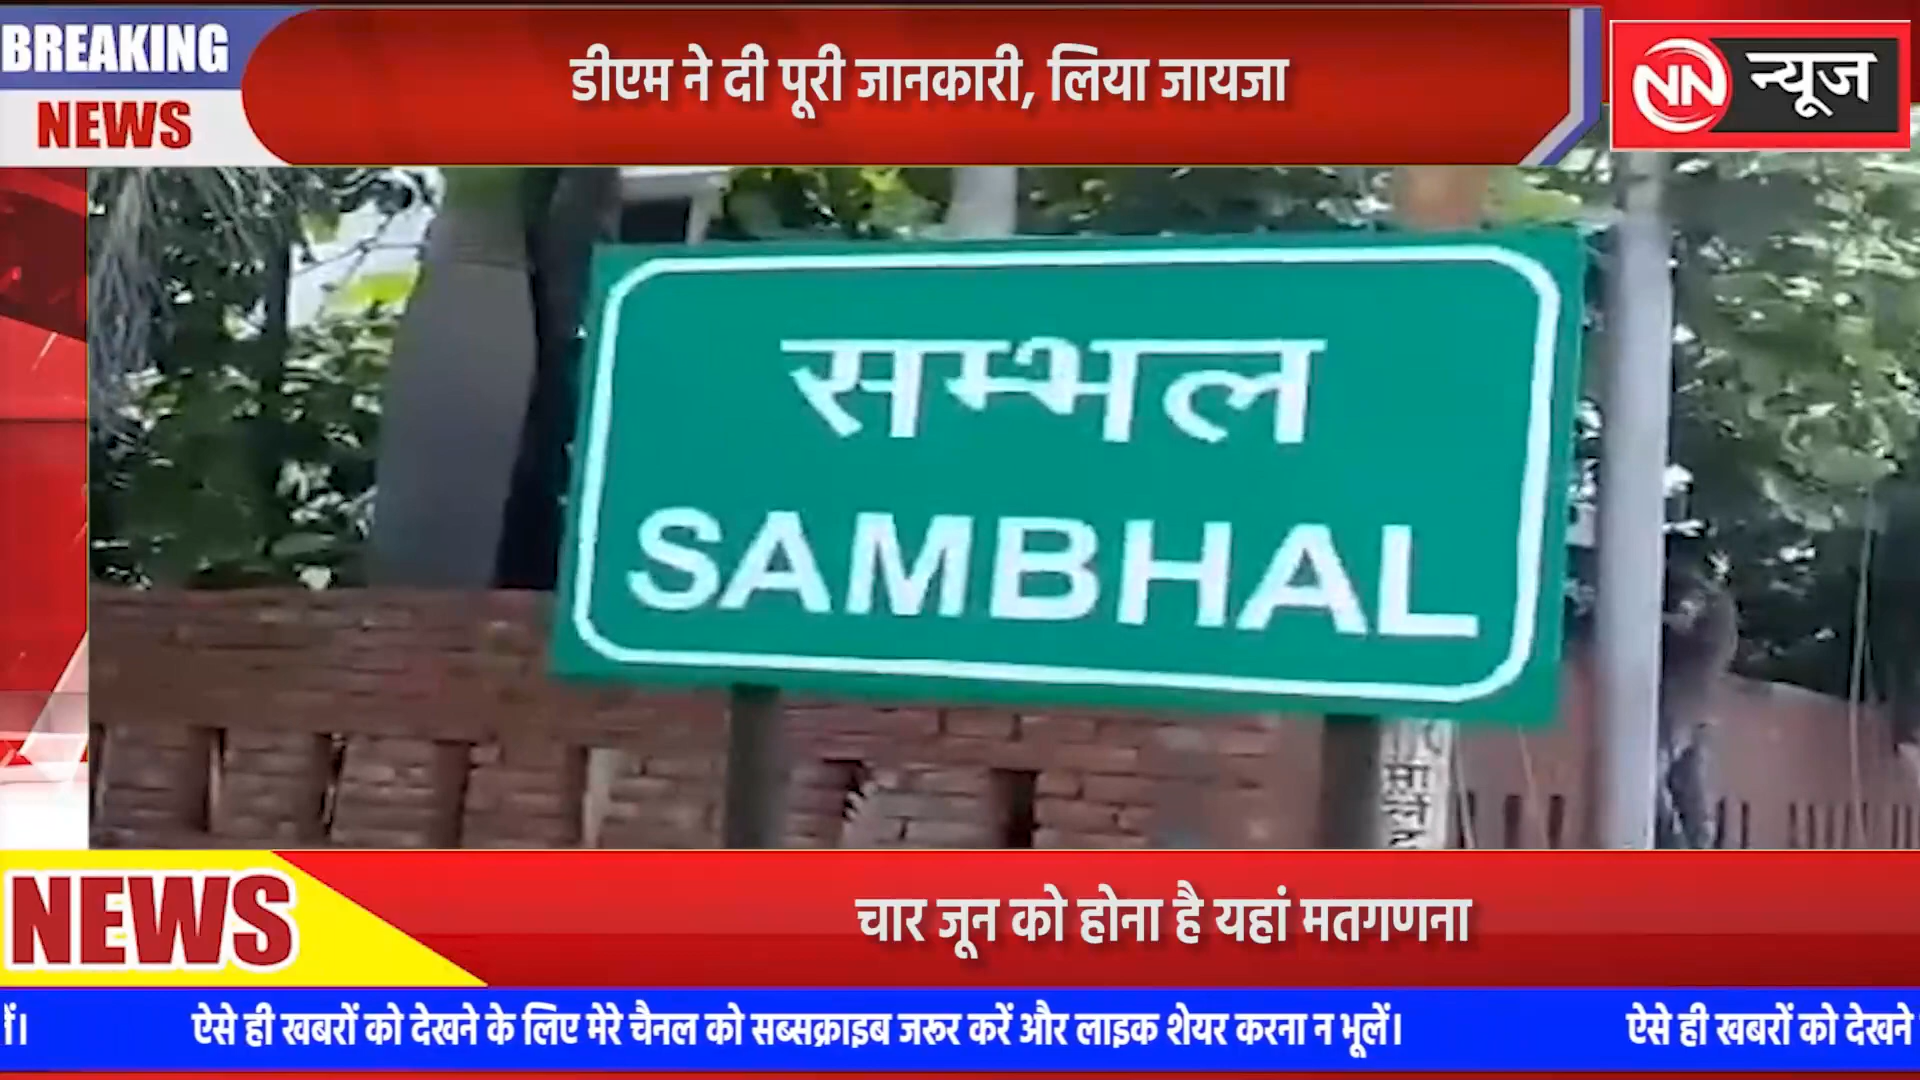 BREAKING
NEWS
डीएम ने दी पूरी जानकारी, लिया जायजा
NN न्यूज
सम्भल
SAMBHAL
NEWS
चार जून को होना है यहां मतगणना
ऐसे ही खबरों को देखने के लिए मेरे चैनल को सब्सक्राइब जरूर करें और लाइक शेयर करना न भूलें। ऐसे ही खबरों को देखने